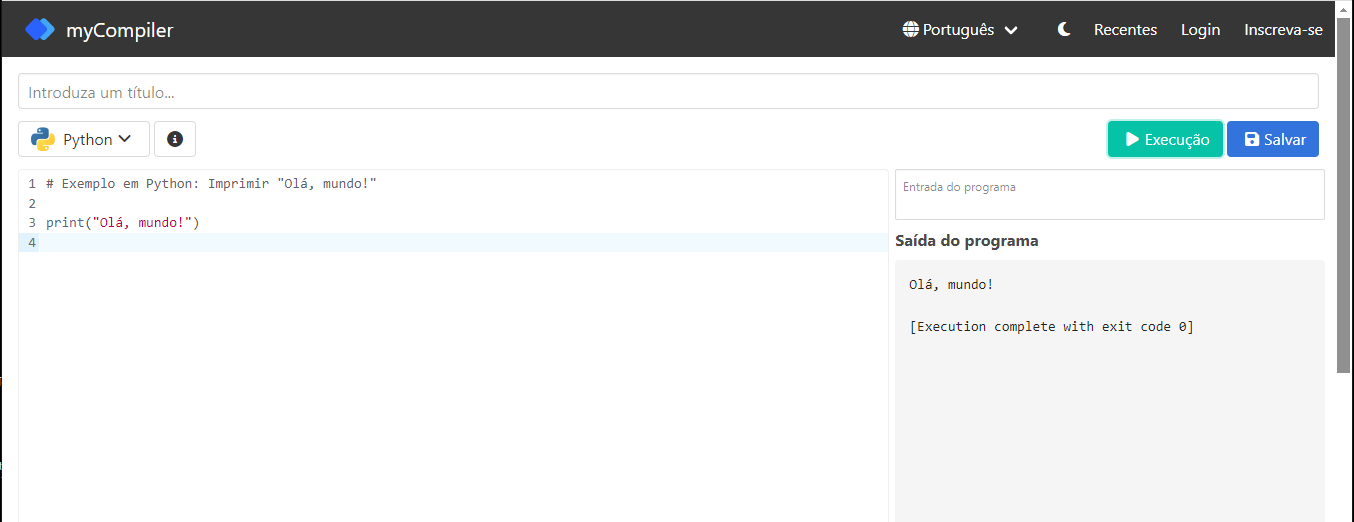 myCompiler Português Recentes Login Inscreva-se
Introduza um título...
Python Execução Salvar
1 # Exemplo em Python: Imprimir "Olá, mundo!"
2
3 print("Olá, mundo!")
4
Entrada do programa
Saída do programa
Olá, mundo!
[Execution complete with exit code 0]